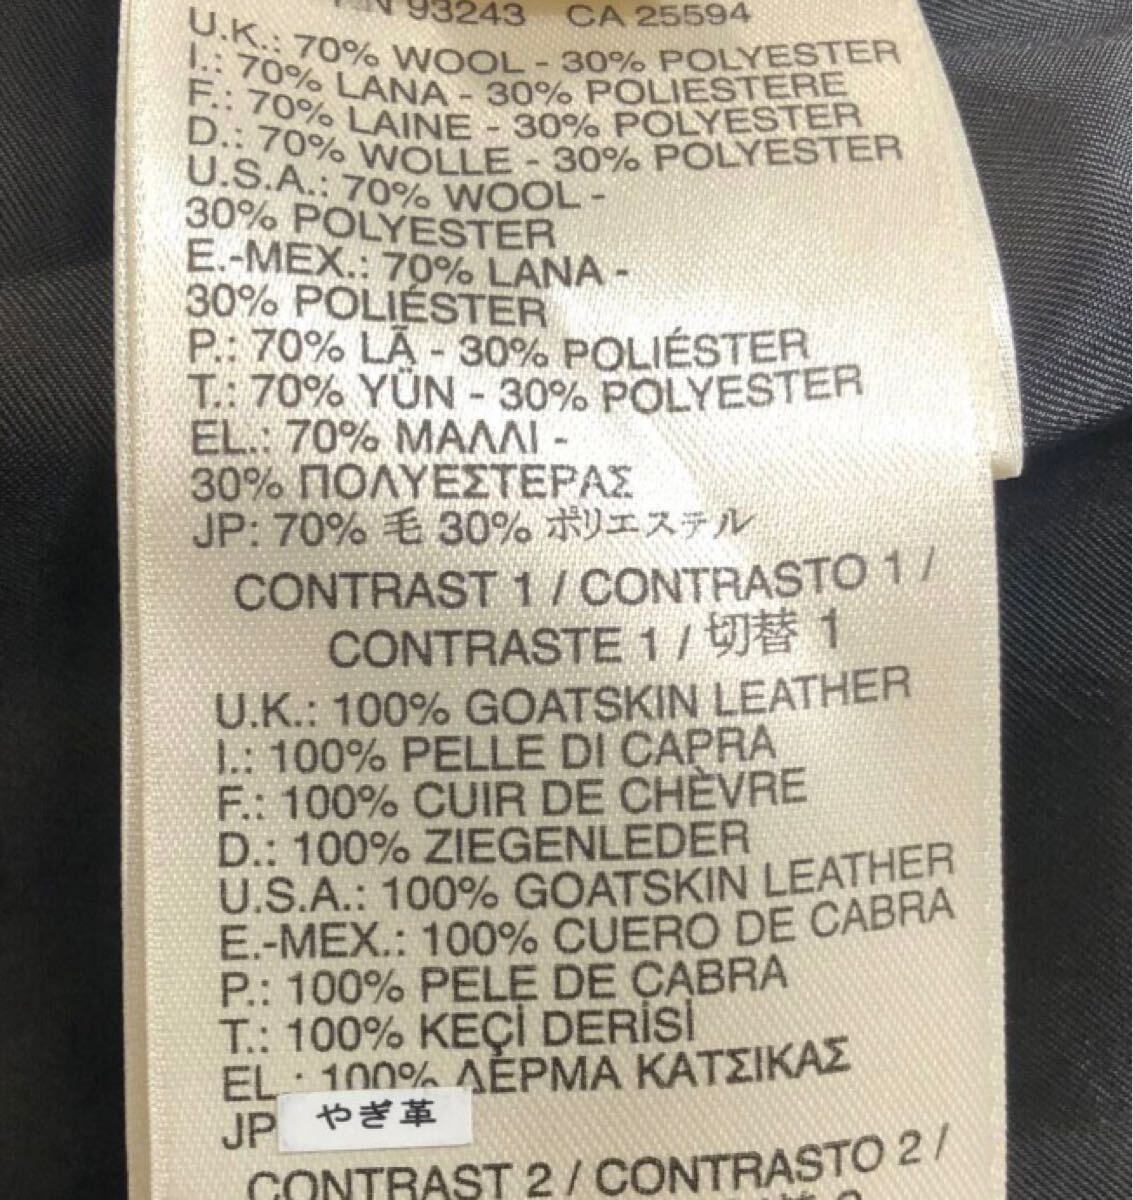 93243 CA 25594
U.K.: 70% WOOL - 30% POLYESTER
I.: 70% LANA - 30% POLIESTERE
F.: 70% LAINE - 30% POLYESTER
D.: 70% WOLLE - 30% POLYESTER
U.S.A.: 70% WOOL -
30% POLYESTER
E.-MEX.: 70% LANA -
30% POLIÉSTER
P.: 70% LÃ - 30% POLIÉSTER
T.: 70% YÜN - 30% POLYESTER
EL.: 70% ΜΑΛΛΙ -
30% ΠΟΛΥΕΣΤΕΡΑΣ
JP: 70% 毛 30% ポリエステル
CONTRAST 1 / CONTRASTO 1 /
CONTRASTE 1 / 切替 1
U.K.: 100% GOATSKIN LEATHER
I.: 100% PELLE DI CAPRA
F.: 100% CUIR DE CHÈVRE
D.: 100% ZIEGENLEDER
U.S.A.: 100% GOATSKIN LEATHER
E.-MEX.: 100% CUERO DE CABRA
P.: 100% PELE DE CABRA
T.: 100% KEÇİ DERİSİ
EL.: 100% ΔΕΡΜΑ ΚΑΤΣΙΚΑΣ
JP やぎ革
CONTRAST 2 / CONTRASTO 2 /